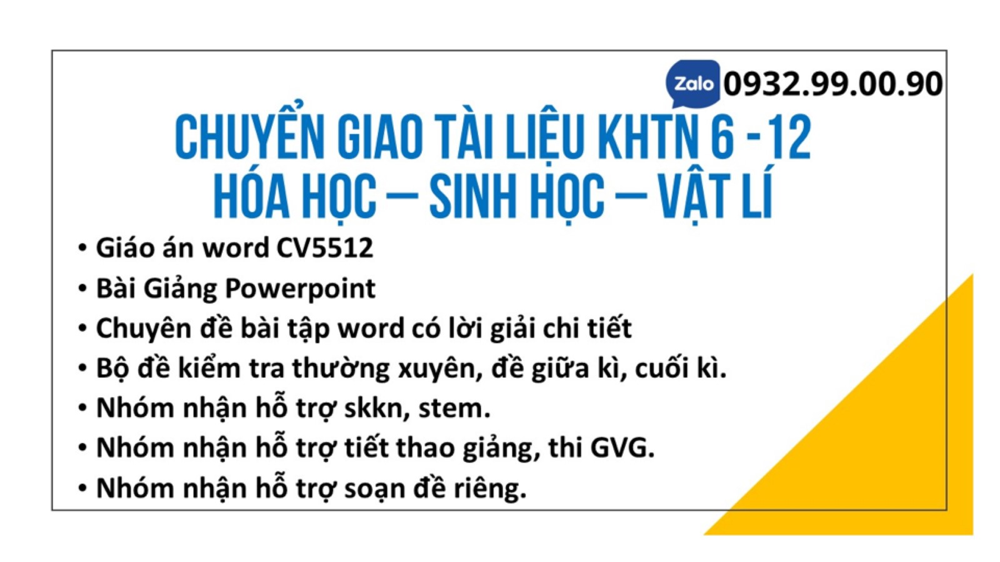 Zalo 0932.99.00.90
CHUYỂN GIAO TÀI LIỆU KHTN 6 -12
HÓA HỌC – SINH HỌC – VẬT LÍ
• Giáo án word CV5512
• Bài Giảng Powerpoint
• Chuyên đề bài tập word có lời giải chi tiết
• Bộ đề kiểm tra thường xuyên, đề giữa kì, cuối kì.
• Nhóm nhận hỗ trợ skkn, stem.
• Nhóm nhận hỗ trợ tiết thao giảng, thi GVG.
• Nhóm nhận hỗ trợ soạn đề riêng.